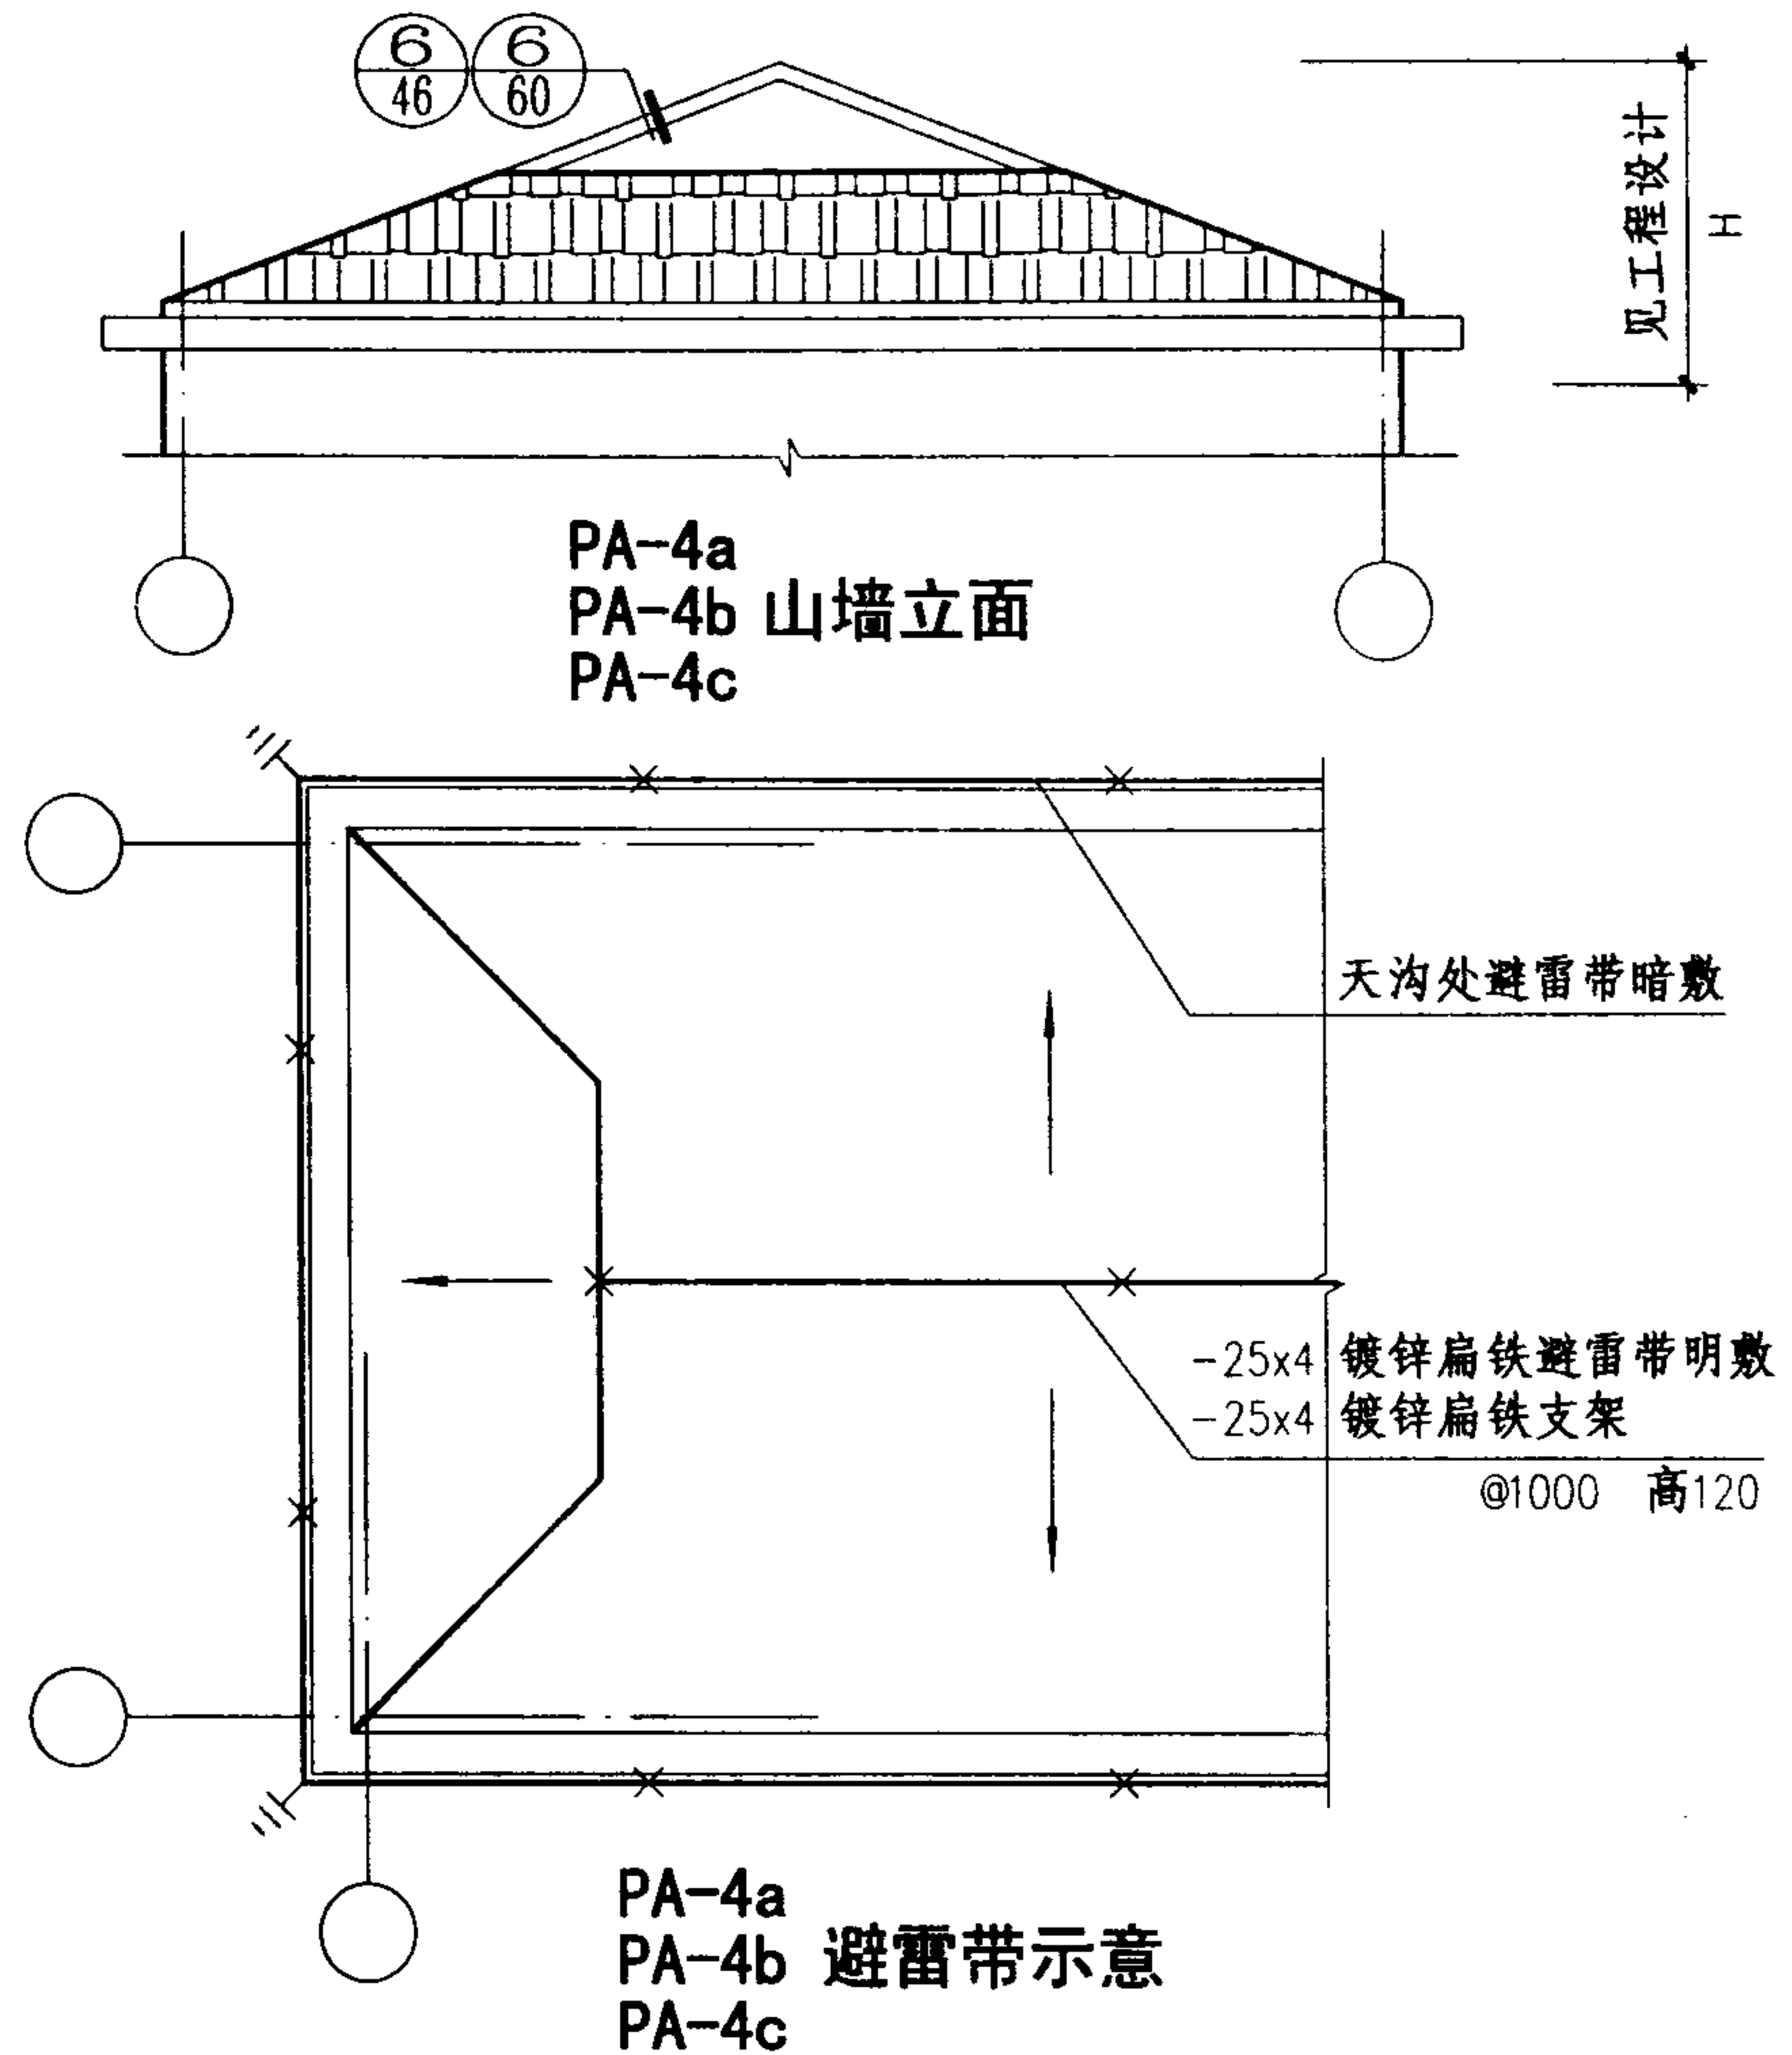 6 6
46 60
见工程设计
H
PA-4a
PA-4b 山墙立面
PA-4c
天沟处避雷带暗敷
-25x4 镀锌扁铁避雷带明敷
-25x4 镀锌扁铁支架
@1000 高120
PA-4a
PA-4b 避雷带示意
PA-4c